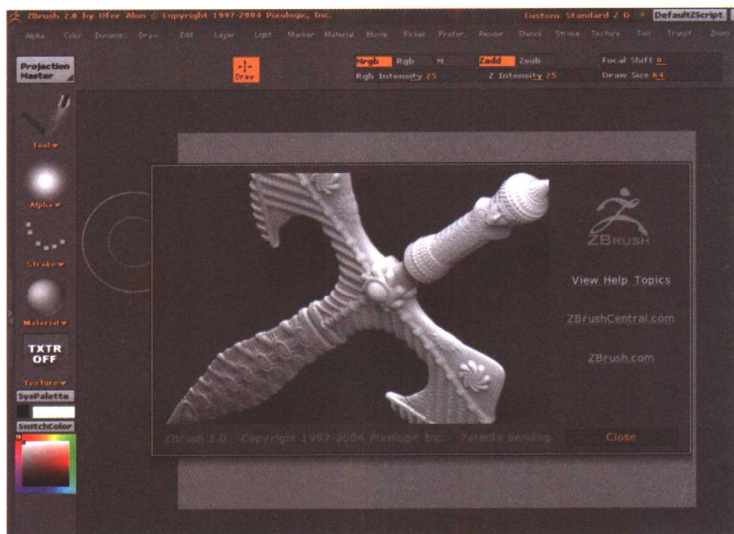 ZBrush 2.0 by Ofer Alon © Copyright 1997-2004 Pixologic, Inc. Custom Standard 2 D ? DefaultZScript
Alpha Color Docume. Draw Edit Layer Light Marker Material Movie Picker Prefer. Render Stencil Stroke Texture Tool Transf. Zoom
Projection
Master
Draw
Mrgb Rgb M Zadd Zsub Focal Shift 0
Rgb Intensity 25 Z Intensity 25 Draw Size 64
Tool
Alpha
Stroke
Material
TXTR
OFF
Texture
SysPalette
SwitchColor
ZBRUSH
View Help Topics
ZBrushCentral.com
ZBrush.com
ZBrush 2.0 Copyright 1997-2004 Pixologic Inc. Patents pending.
Close